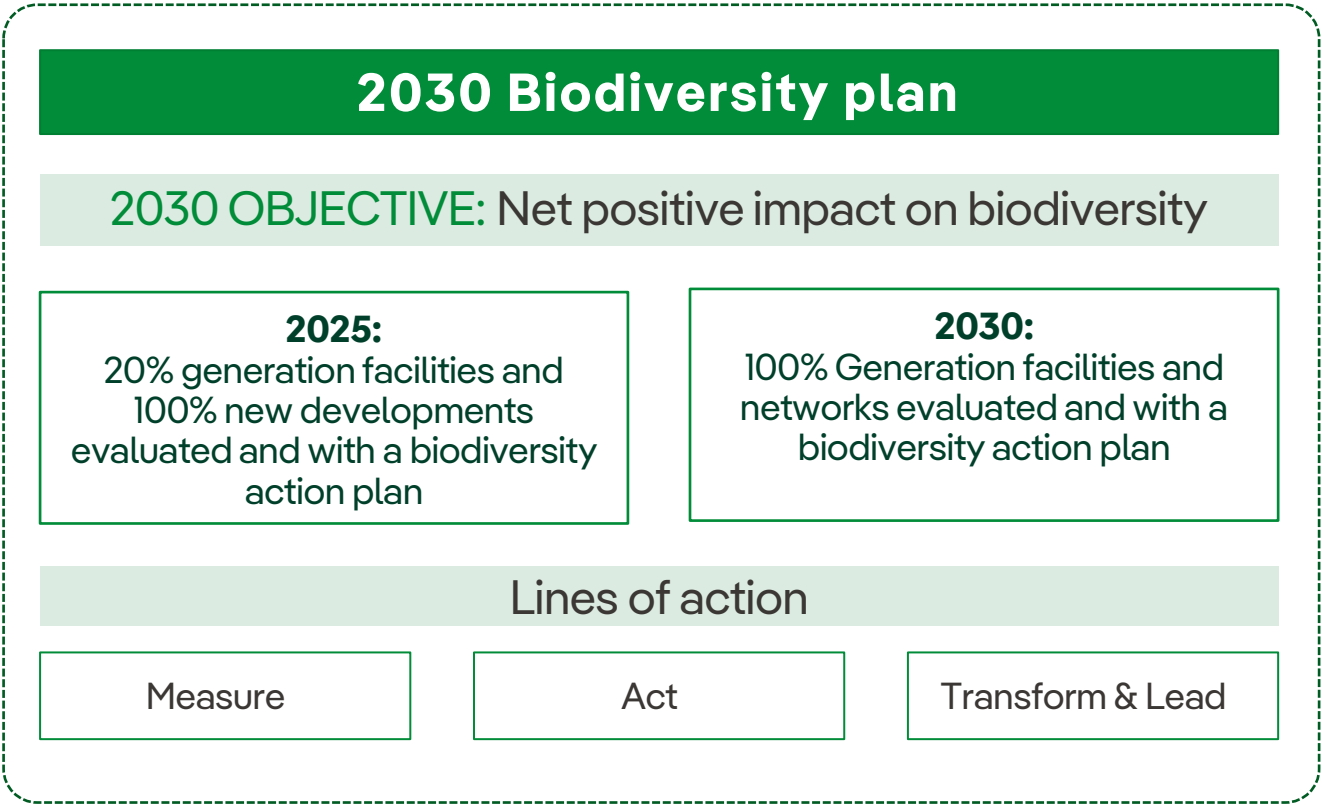 2030 Biodiversity plan
2030 OBJECTIVE: Net positive impact on biodiversity
2025:
20% generation facilities and
100% new developments
evaluated and with a biodiversity
action plan
2030:
100% Generation facilities and
networks evaluated and with a
biodiversity action plan
Lines of action
Measure
Act
Transform & Lead